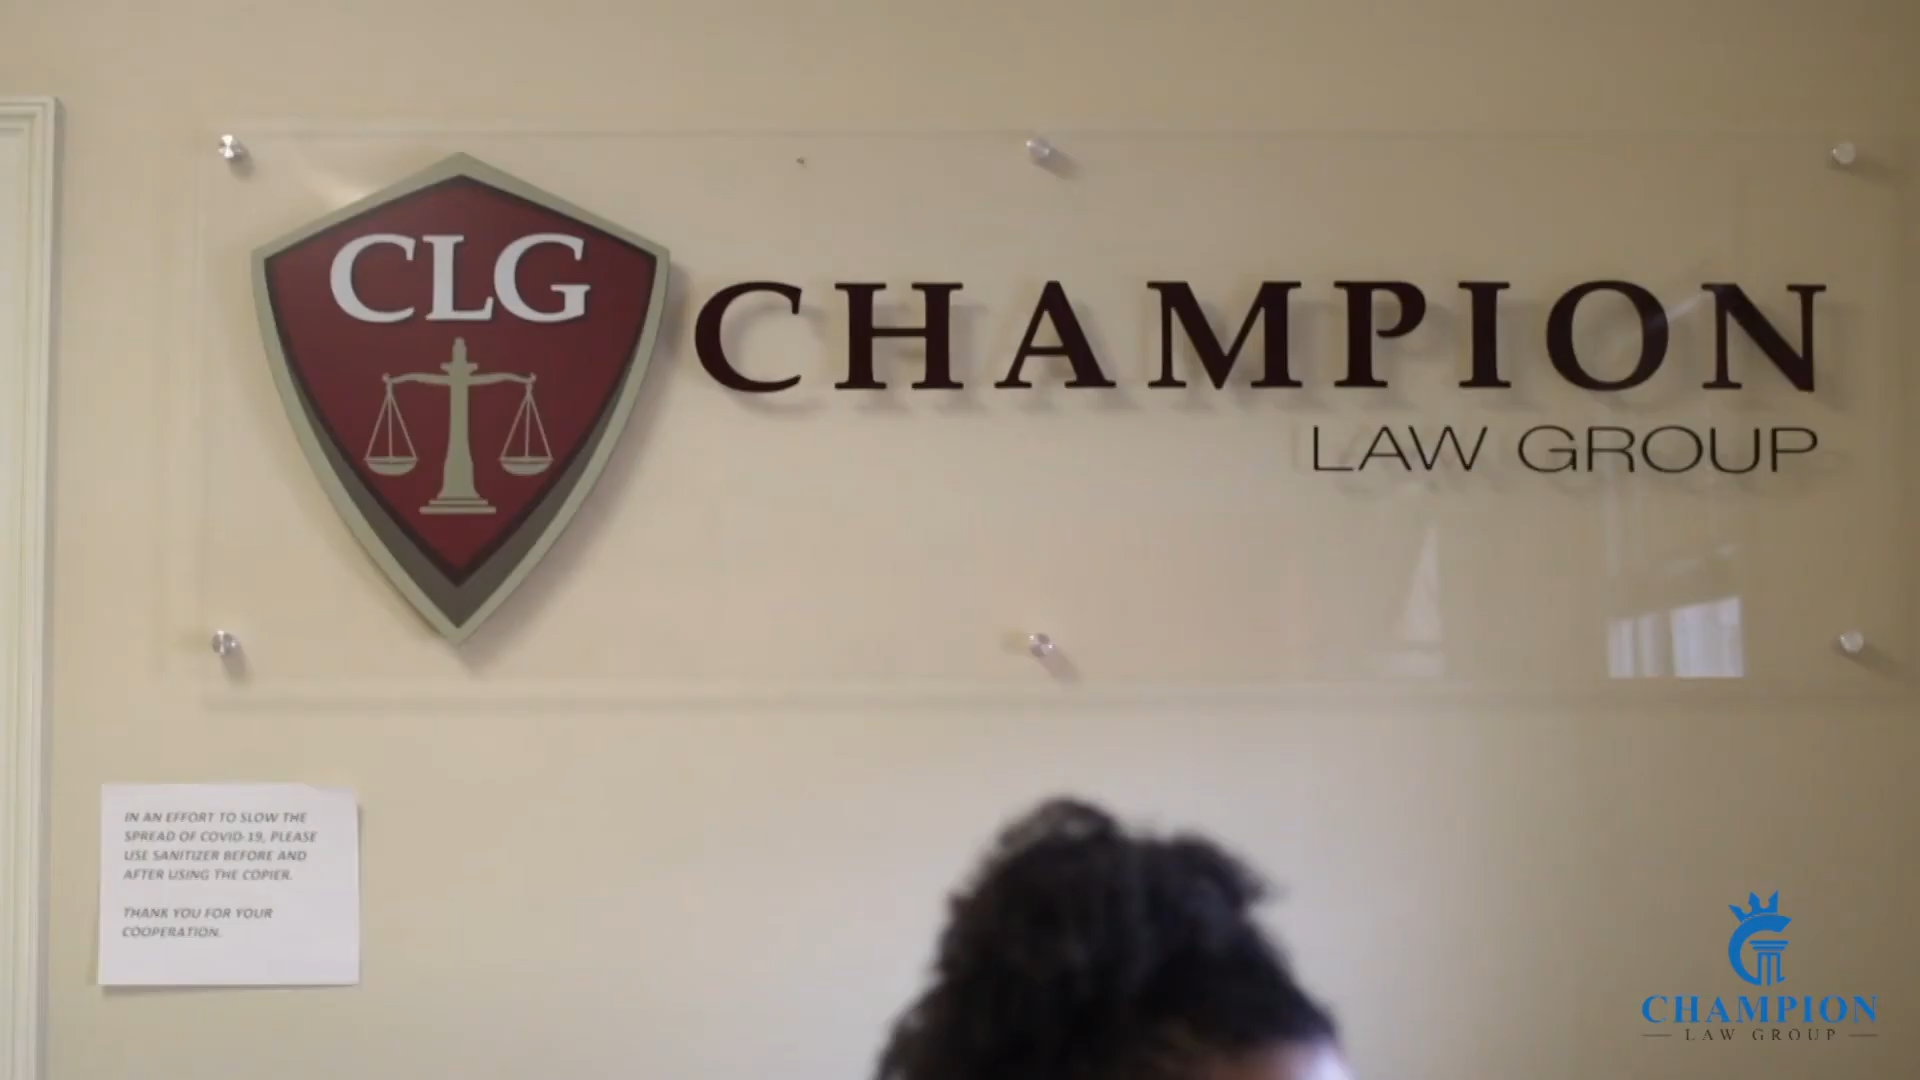 CLG
CHAMPION
LAW GROUP
IN AN EFFORT TO SLOW THE
SPREAD OF COVID-19, PLEASE
USE SANITIZER BEFORE AND
AFTER USING THE COPIER.
THANK YOU FOR YOUR
COOPERATION.
CHAMPION
LAW GROUP